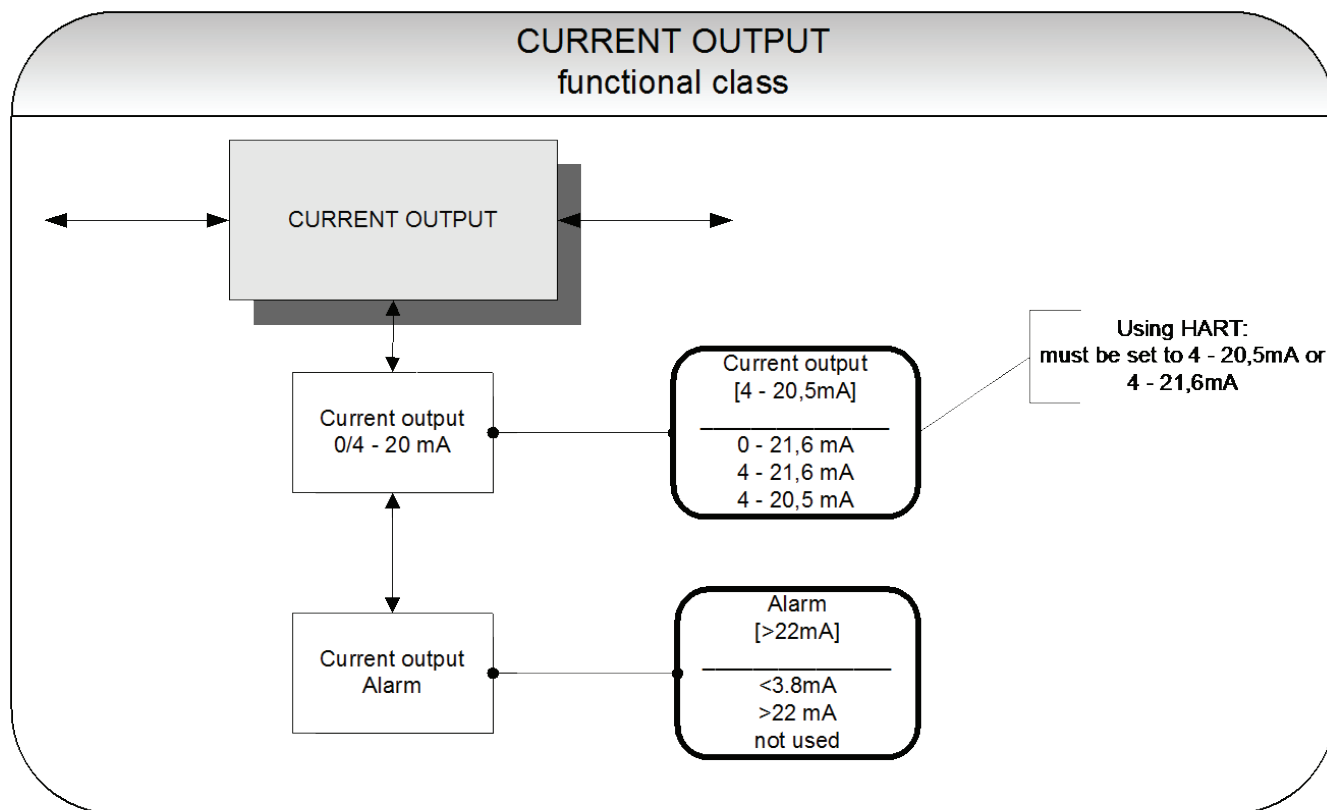 CURRENT OUTPUT
functional class
CURRENT OUTPUT
Current output
0/4 - 20 mA
Current output
[4 - 20,5mA]
0 - 21,6 mA
4 - 21,6 mA
4 - 20,5 mA
Using HART:
must be set to 4 - 20,5mA or
4 - 21,6mA
Current output
Alarm
Alarm
[>22mA]
<3.8mA
>22 mA
not used